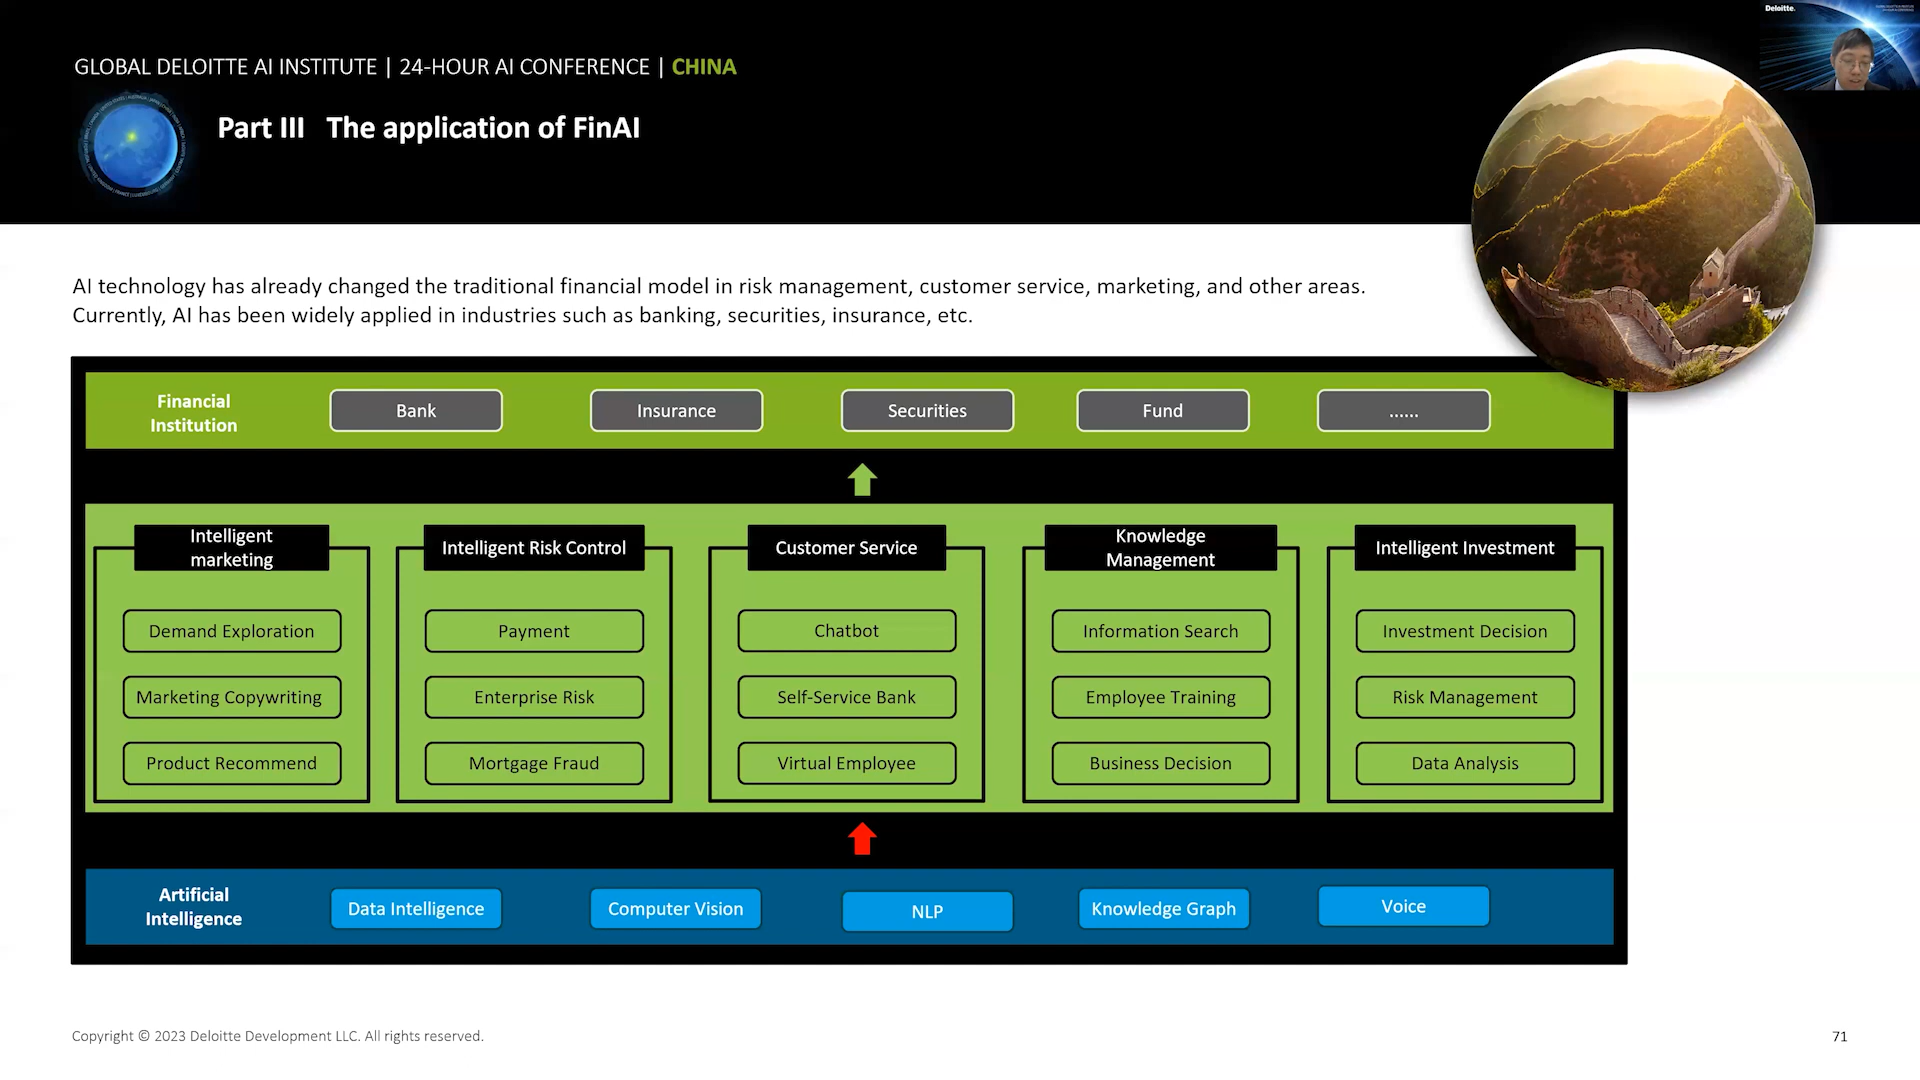 Deloitte.
GLOBAL DELOITTE AI INSTITUTE | 24-HOUR AI CONFERENCE | CHINA
Part III The application of FinAI
AI technology has already changed the traditional financial model in risk management, customer service, marketing, and other areas.
Currently, AI has been widely applied in industries such as banking, securities, insurance, etc.
Financial
Institution
Bank
Insurance
Securities
Fund
......
Intelligent
marketing
Demand Exploration
Marketing Copywriting
Product Recommend
Intelligent Risk Control
Payment
Enterprise Risk
Mortgage Fraud
Customer Service
Chatbot
Self-Service Bank
Virtual Employee
Knowledge
Management
Information Search
Employee Training
Business Decision
Intelligent Investment
Investment Decision
Risk Management
Data Analysis
Artificial
Intelligence
Data Intelligence
Computer Vision
NLP
Knowledge Graph
Voice
Copyright © 2023 Deloitte Development LLC. All rights reserved.
71